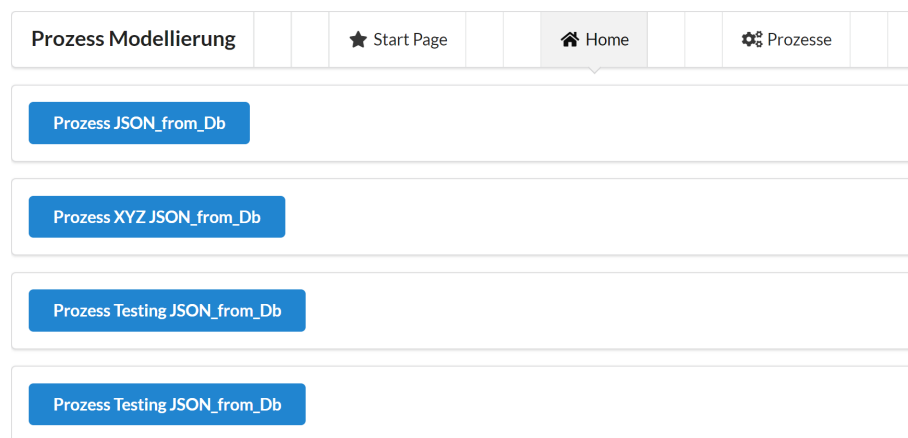 Prozess Modellierung Start Page Home Prozesse
Prozess JSON_from_Db
Prozess XYZ JSON_from_Db
Prozess Testing JSON_from_Db
Prozess Testing JSON_from_Db